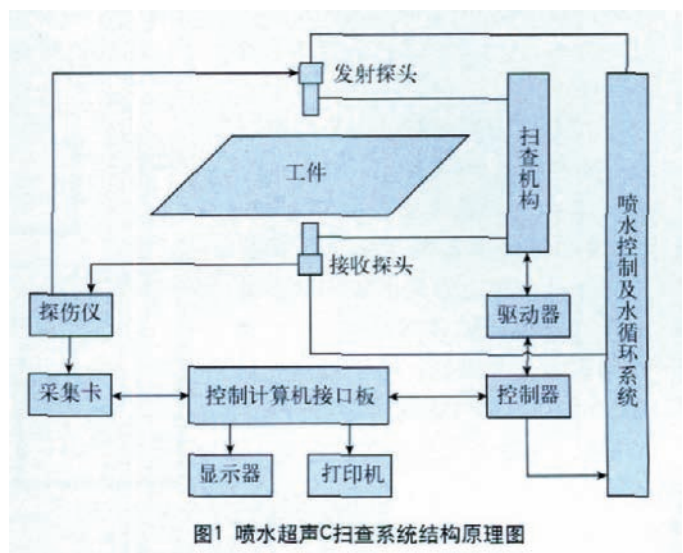 发射探头
工件
扫查机构
喷水控制及水循环系统
接收探头
探伤仪
驱动器
采集卡
控制计算机接口板
控制器
显示器
打印机
图1 喷水超声C扫查系统结构原理图